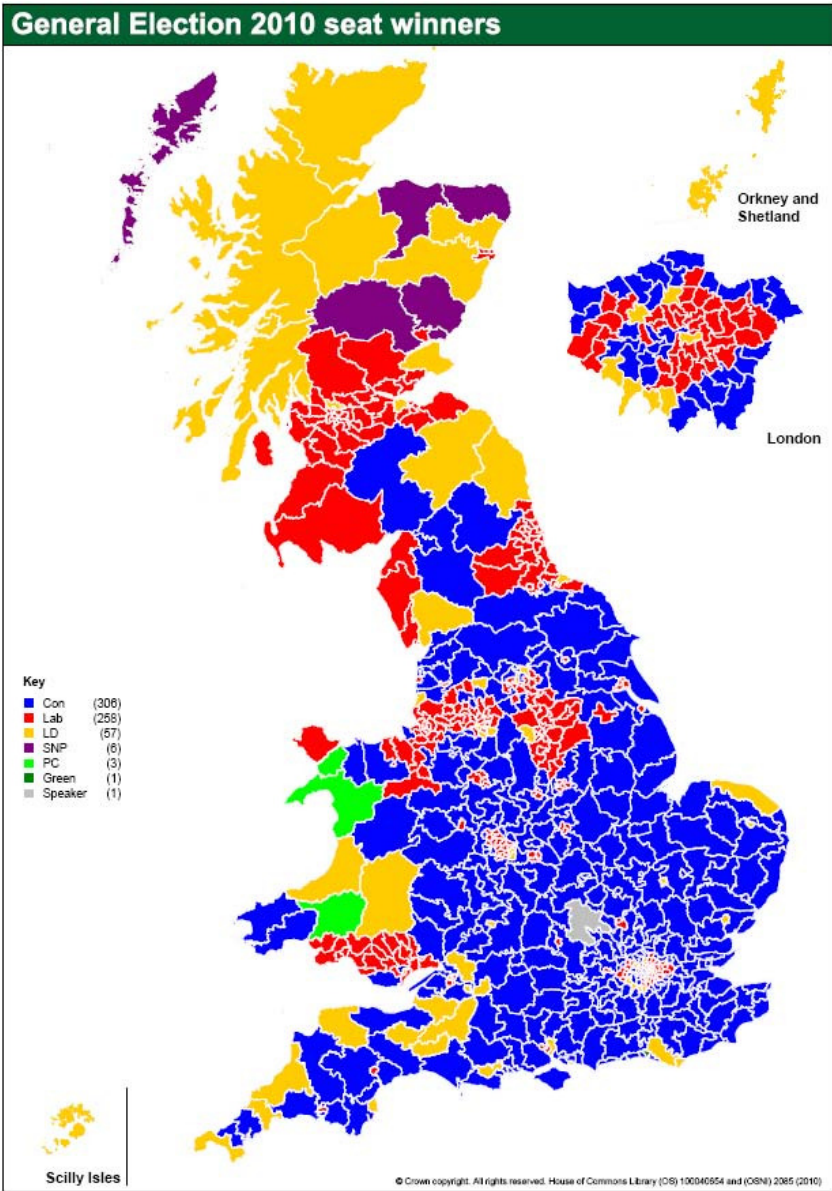 General Election 2010 seat winners
Orkney and
Shetland
London
Key
Con (306)
Lab (258)
LD (57)
SNP (6)
PC (3)
Green (1)
Speaker (1)
Scilly Isles
© Crown copyright. All rights reserved. House of Commons Library (OS) 100040654 and (OSNI) 2085 (2010)